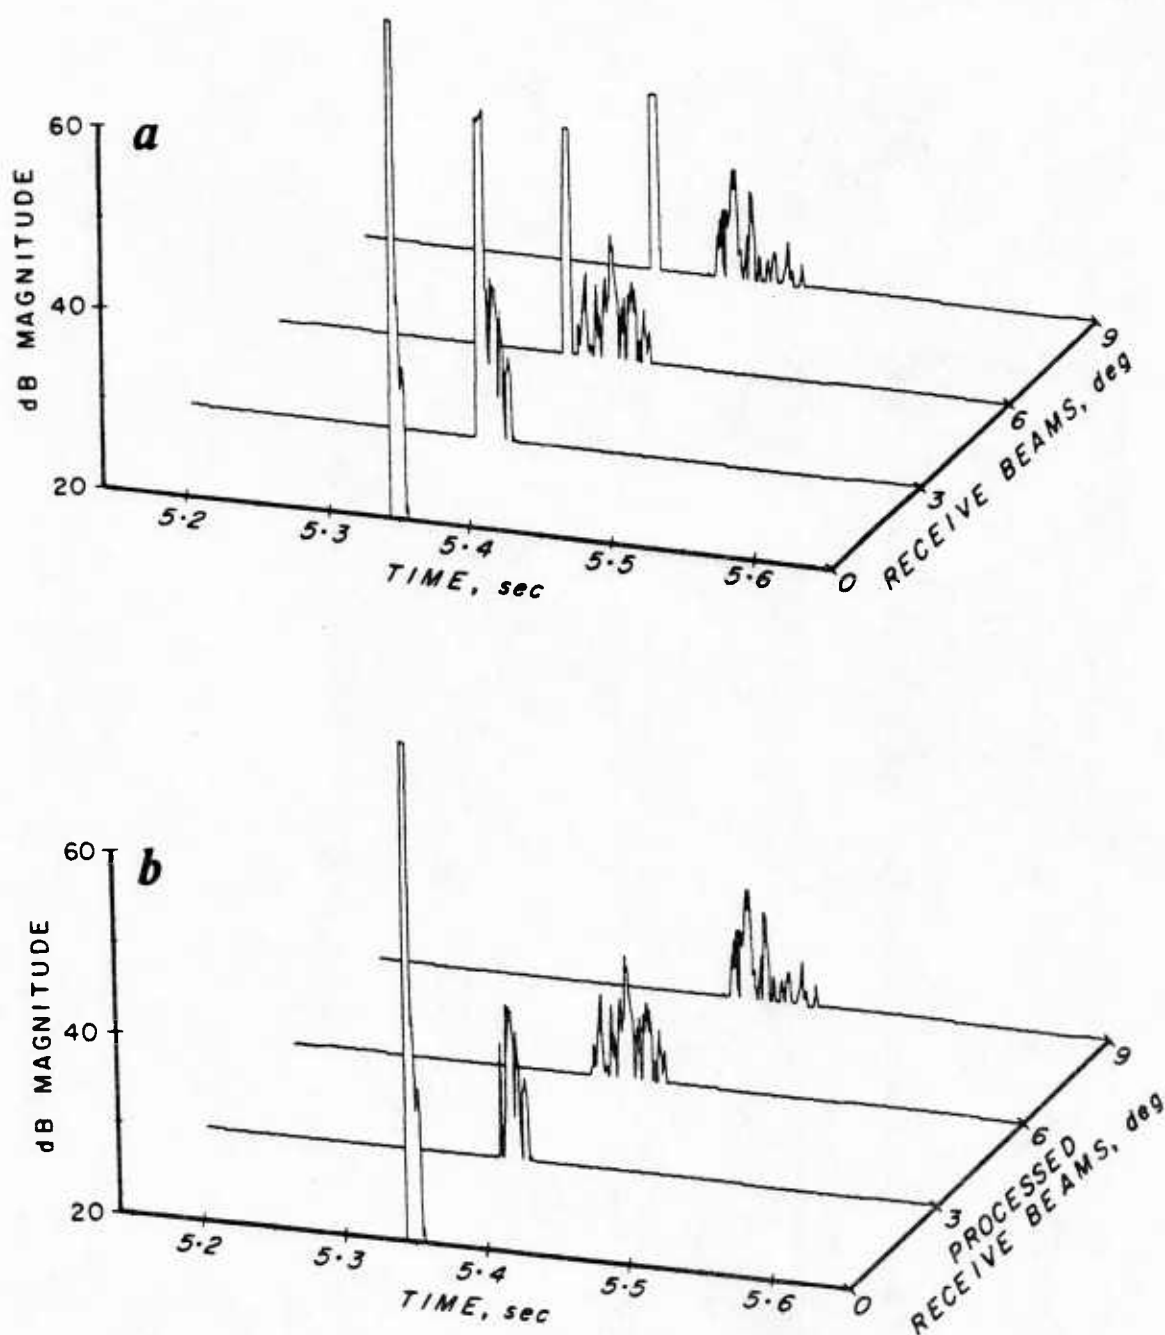 60
a
dB MAGNITUDE
40
20
5.2
5.3
5.4
5.5
5.6
TIME, sec
0
3
6
9
RECEIVE BEAMS, deg
60
b
dB MAGNITUDE
40
20
5.2
5.3
5.4
5.5
5.6
TIME, sec
0
3
6
9
PROCESSED
RECEIVE BEAMS, deg